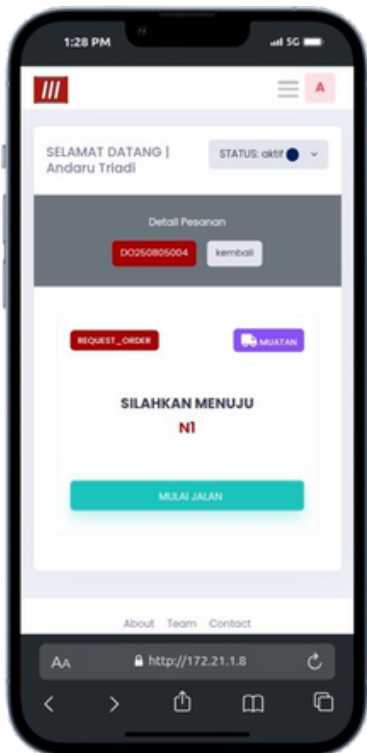 1:28 PM
5G
A
SELAMAT DATANG |
Andaru Triadi
STATUS: aktif
Detail Pesanan
DO250805004
kembali
REQUEST_ORDER
MUATAN
SILAHKAN MENUJU
N1
MULAI JALAN
About Team Contact
AA
http://172.21.1.8